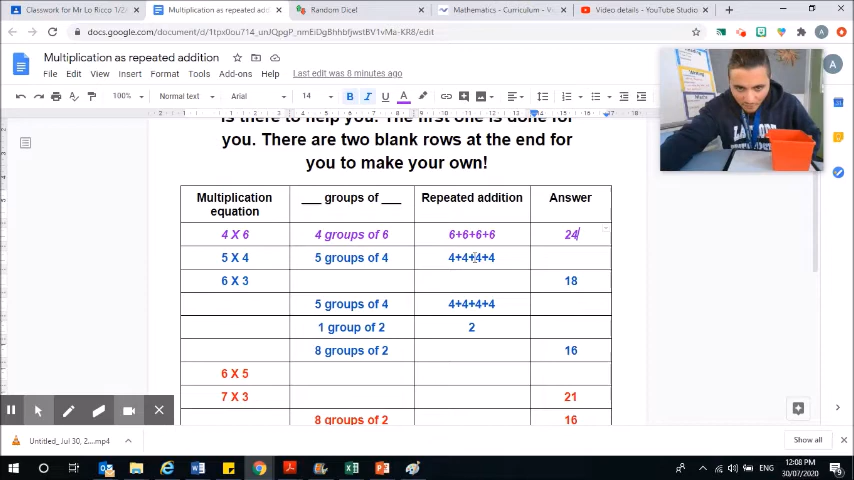 Classwork for Mr Lo Ricco 1/2/
Multiplication as repeated addit
Random Dice!
Mathematics - Curriculum - Vi
Video details - YouTube Studio
Multiplication as repeated addition
File Edit View Insert Format Tools Add-ons Help Last edit was 8 minutes ago
100% Normal text Arial 14 B I U A
is there to help you. The first one is done for
you. There are two blank rows at the end for
you to make your own!
Multiplication equation ___ groups of ___ Repeated addition Answer
4 X 6 4 groups of 6 6+6+6+6 24
5 X 4 5 groups of 4 4+4+4+4
6 X 3 18
5 groups of 4 4+4+4+4
1 group of 2 2
8 groups of 2 16
6 X 5
7 X 3 21
8 groups of 2 16
Writing
Untitled_ Jul 30, 2....mp4
Show all
ENG
12:08 PM
30/07/2020